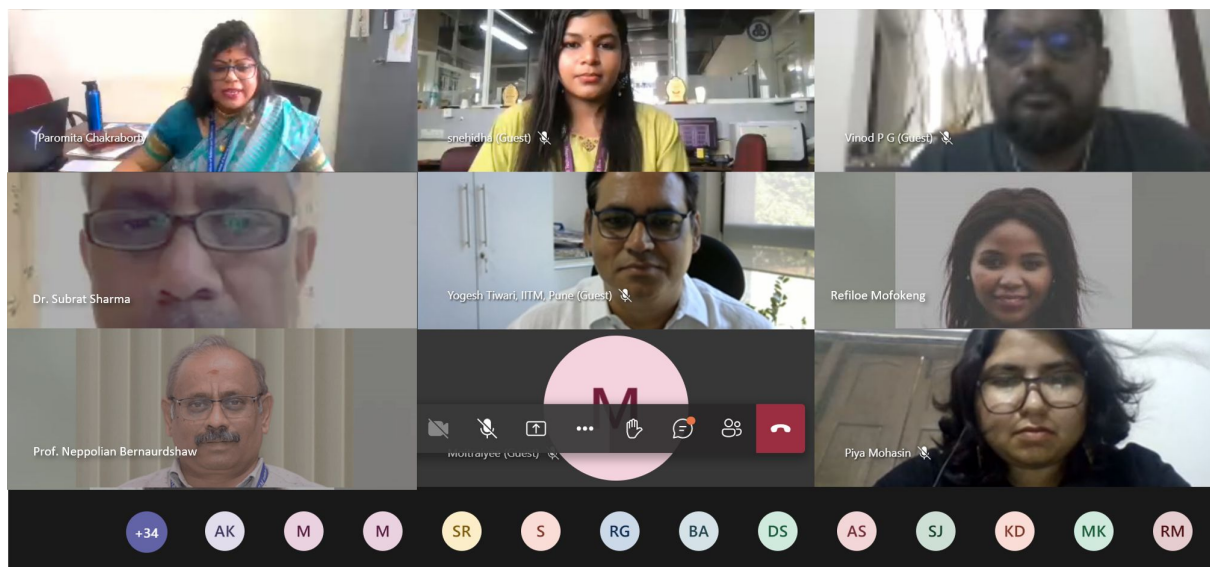 Paromita Chakraborty
snehidha (Guest)
Vinod P G (Guest)
Dr. Subrat Sharma
Yogesh Tiwari, IITM, Pune (Guest)
Refiloe Mofokeng
Prof. Neppolian Bernaurdshaw
M
Moitraiyee (Guest)
Piya Mohasin
+34
AK
M
M
SR
S
RG
BA
DS
AS
SJ
KD
MK
RM